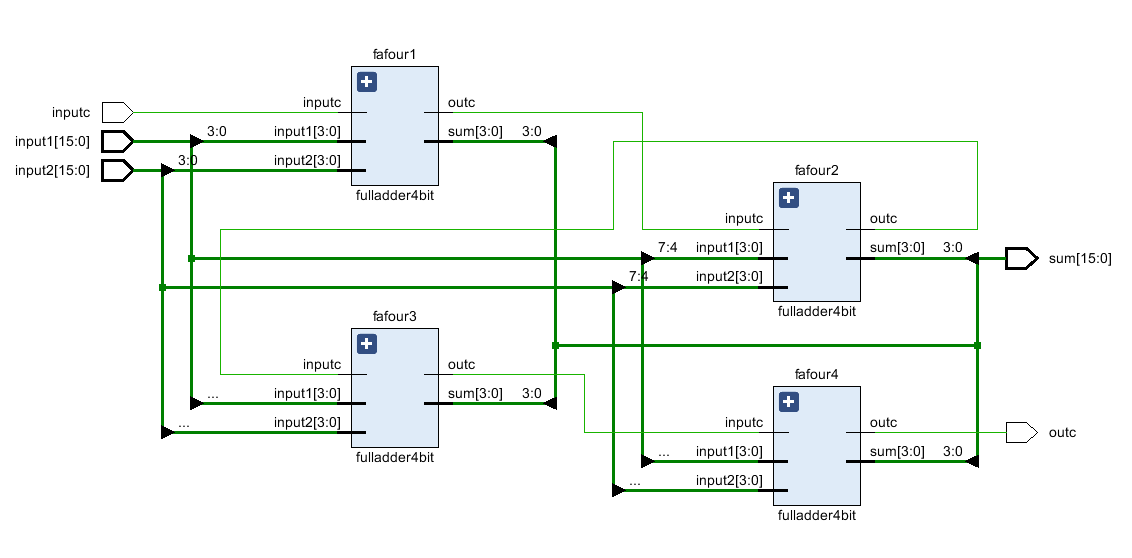 fafour1
inputc
input1[15:0]
input2[15:0]
3:0
3:0
inputc
input1[3:0]
input2[3:0]
outc
sum[3:0]
3:0
fulladder4bit
fafour2
inputc
7:4
input1[3:0]
7:4
input2[3:0]
outc
sum[3:0]
3:0
sum[15:0]
fulladder4bit
fafour3
inputc
...
input1[3:0]
...
input2[3:0]
outc
sum[3:0]
3:0
fulladder4bit
fafour4
inputc
...
input1[3:0]
...
input2[3:0]
outc
sum[3:0]
3:0
outc
fulladder4bit